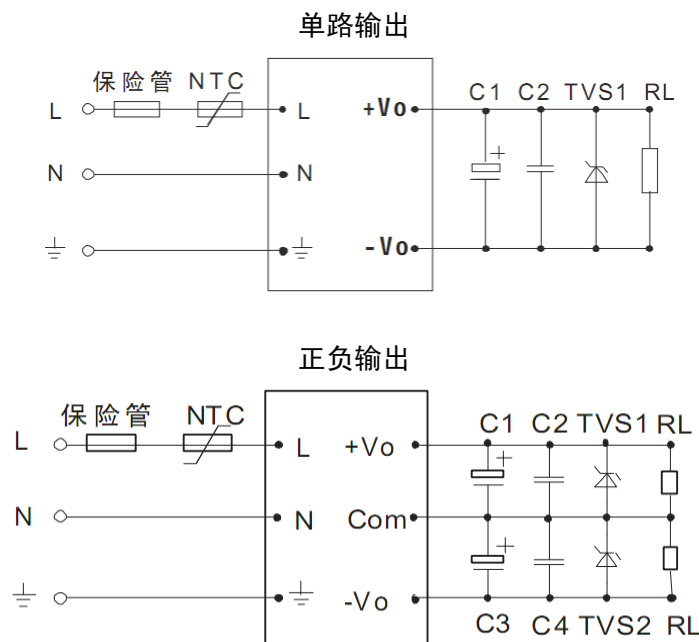 单路输出
保险管 NTC C1 C2 TVS1 RL
L L +Vo
+
N N
-Vo
正负输出
保险管 NTC C1 C2 TVS1 RL
L L +Vo
+
N N Com
+
-Vo
C3 C4 TVS2 RL